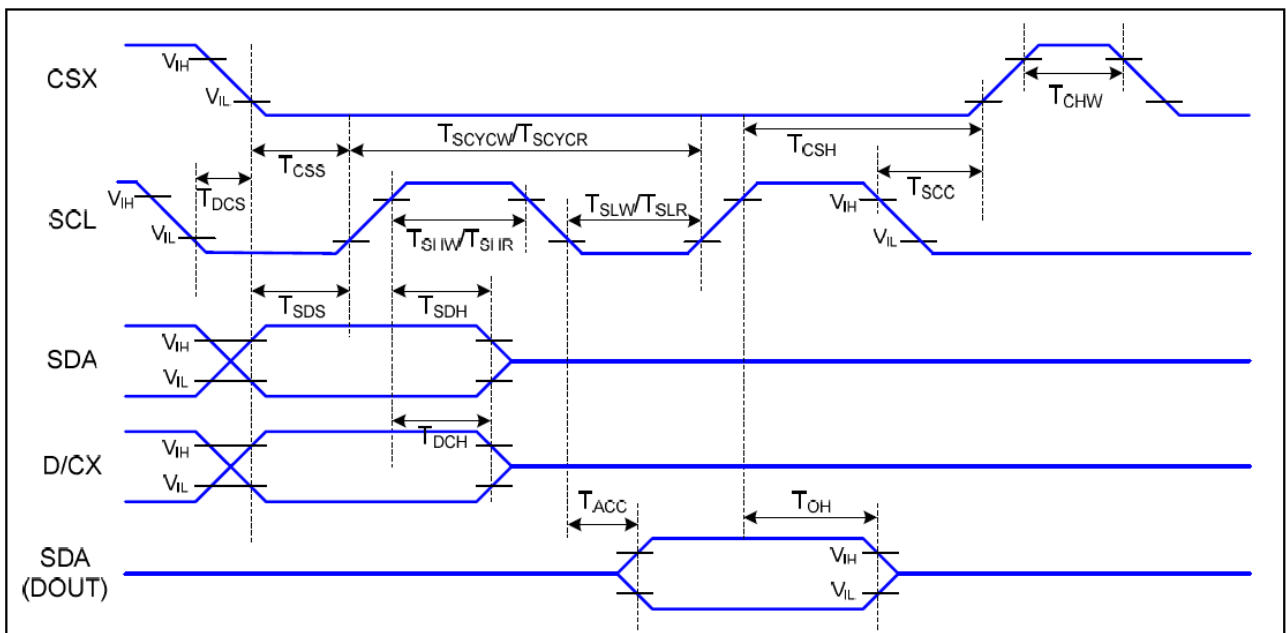 CSX
VIH
VIL
TCHW
TSCYCW/TSCYCR
TCSS
TCSH
TDCS
TSCC
SCL
VIH
VIL
TSHW/TSHR
TSLW/TSLR
VIH
VIL
TSDS
TSDH
SDA
VIH
VIL
D/CX
VIH
VIL
TDCH
TACC
TOH
SDA
(DOUT)
VIH
VIL